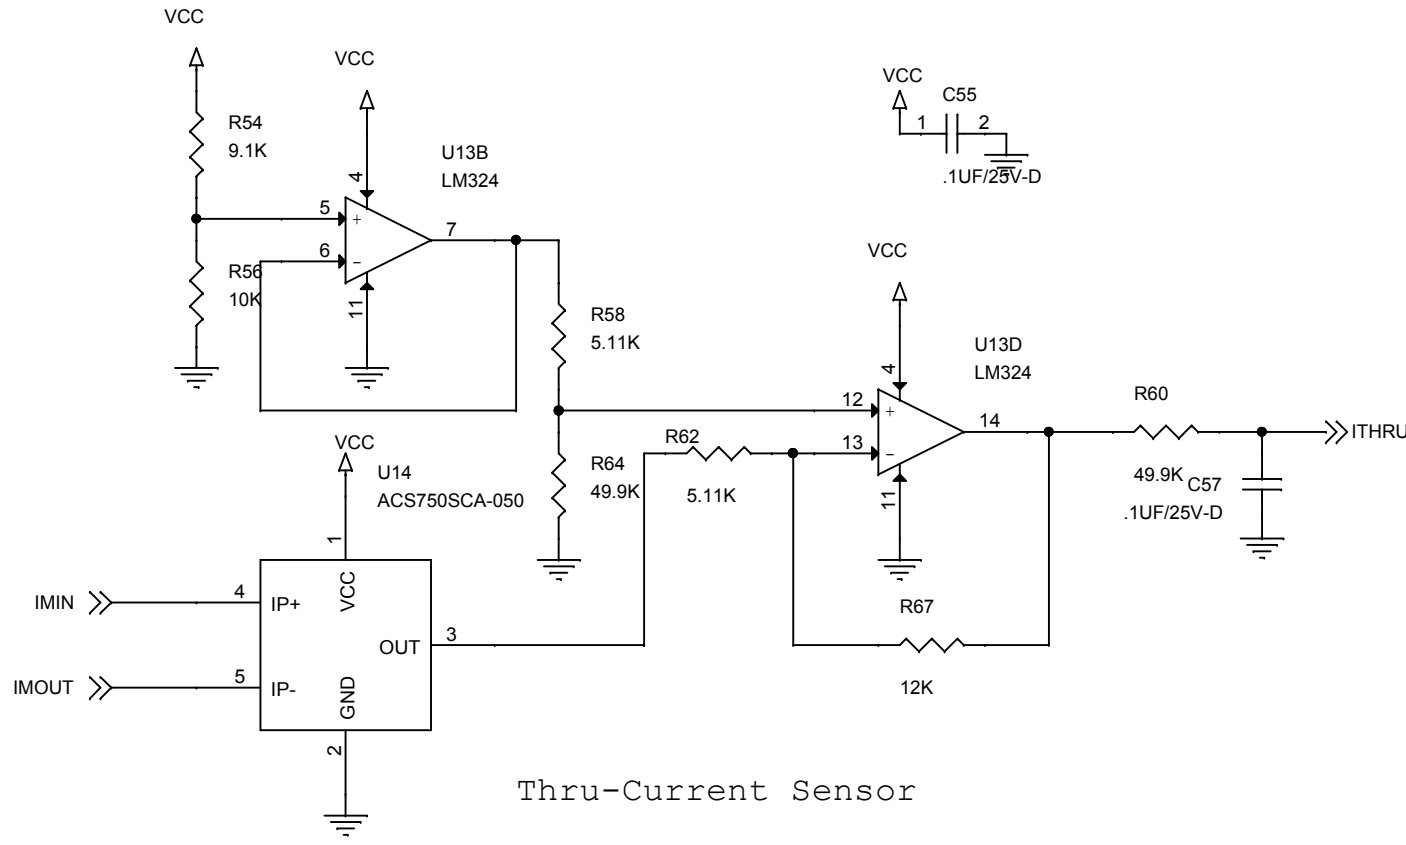 VCC
VCC
VCC
C55
1
2
.1UF/25V-D
R54
9.1K
U13B
LM324
4
5
+
7
6
-
11
R56
10K
VCC
R58
5.11K
U13D
LM324
4
12
+
14
13
-
11
R60
49.9K
ITHRU
C57
.1UF/25V-D
R62
5.11K
R64
49.9K
VCC
U14
ACS750SCA-050
1
VCC
IMIN
4
IP+
OUT
3
IMOUT
5
IP-
GND
2
R67
12K
Thru-Current Sensor